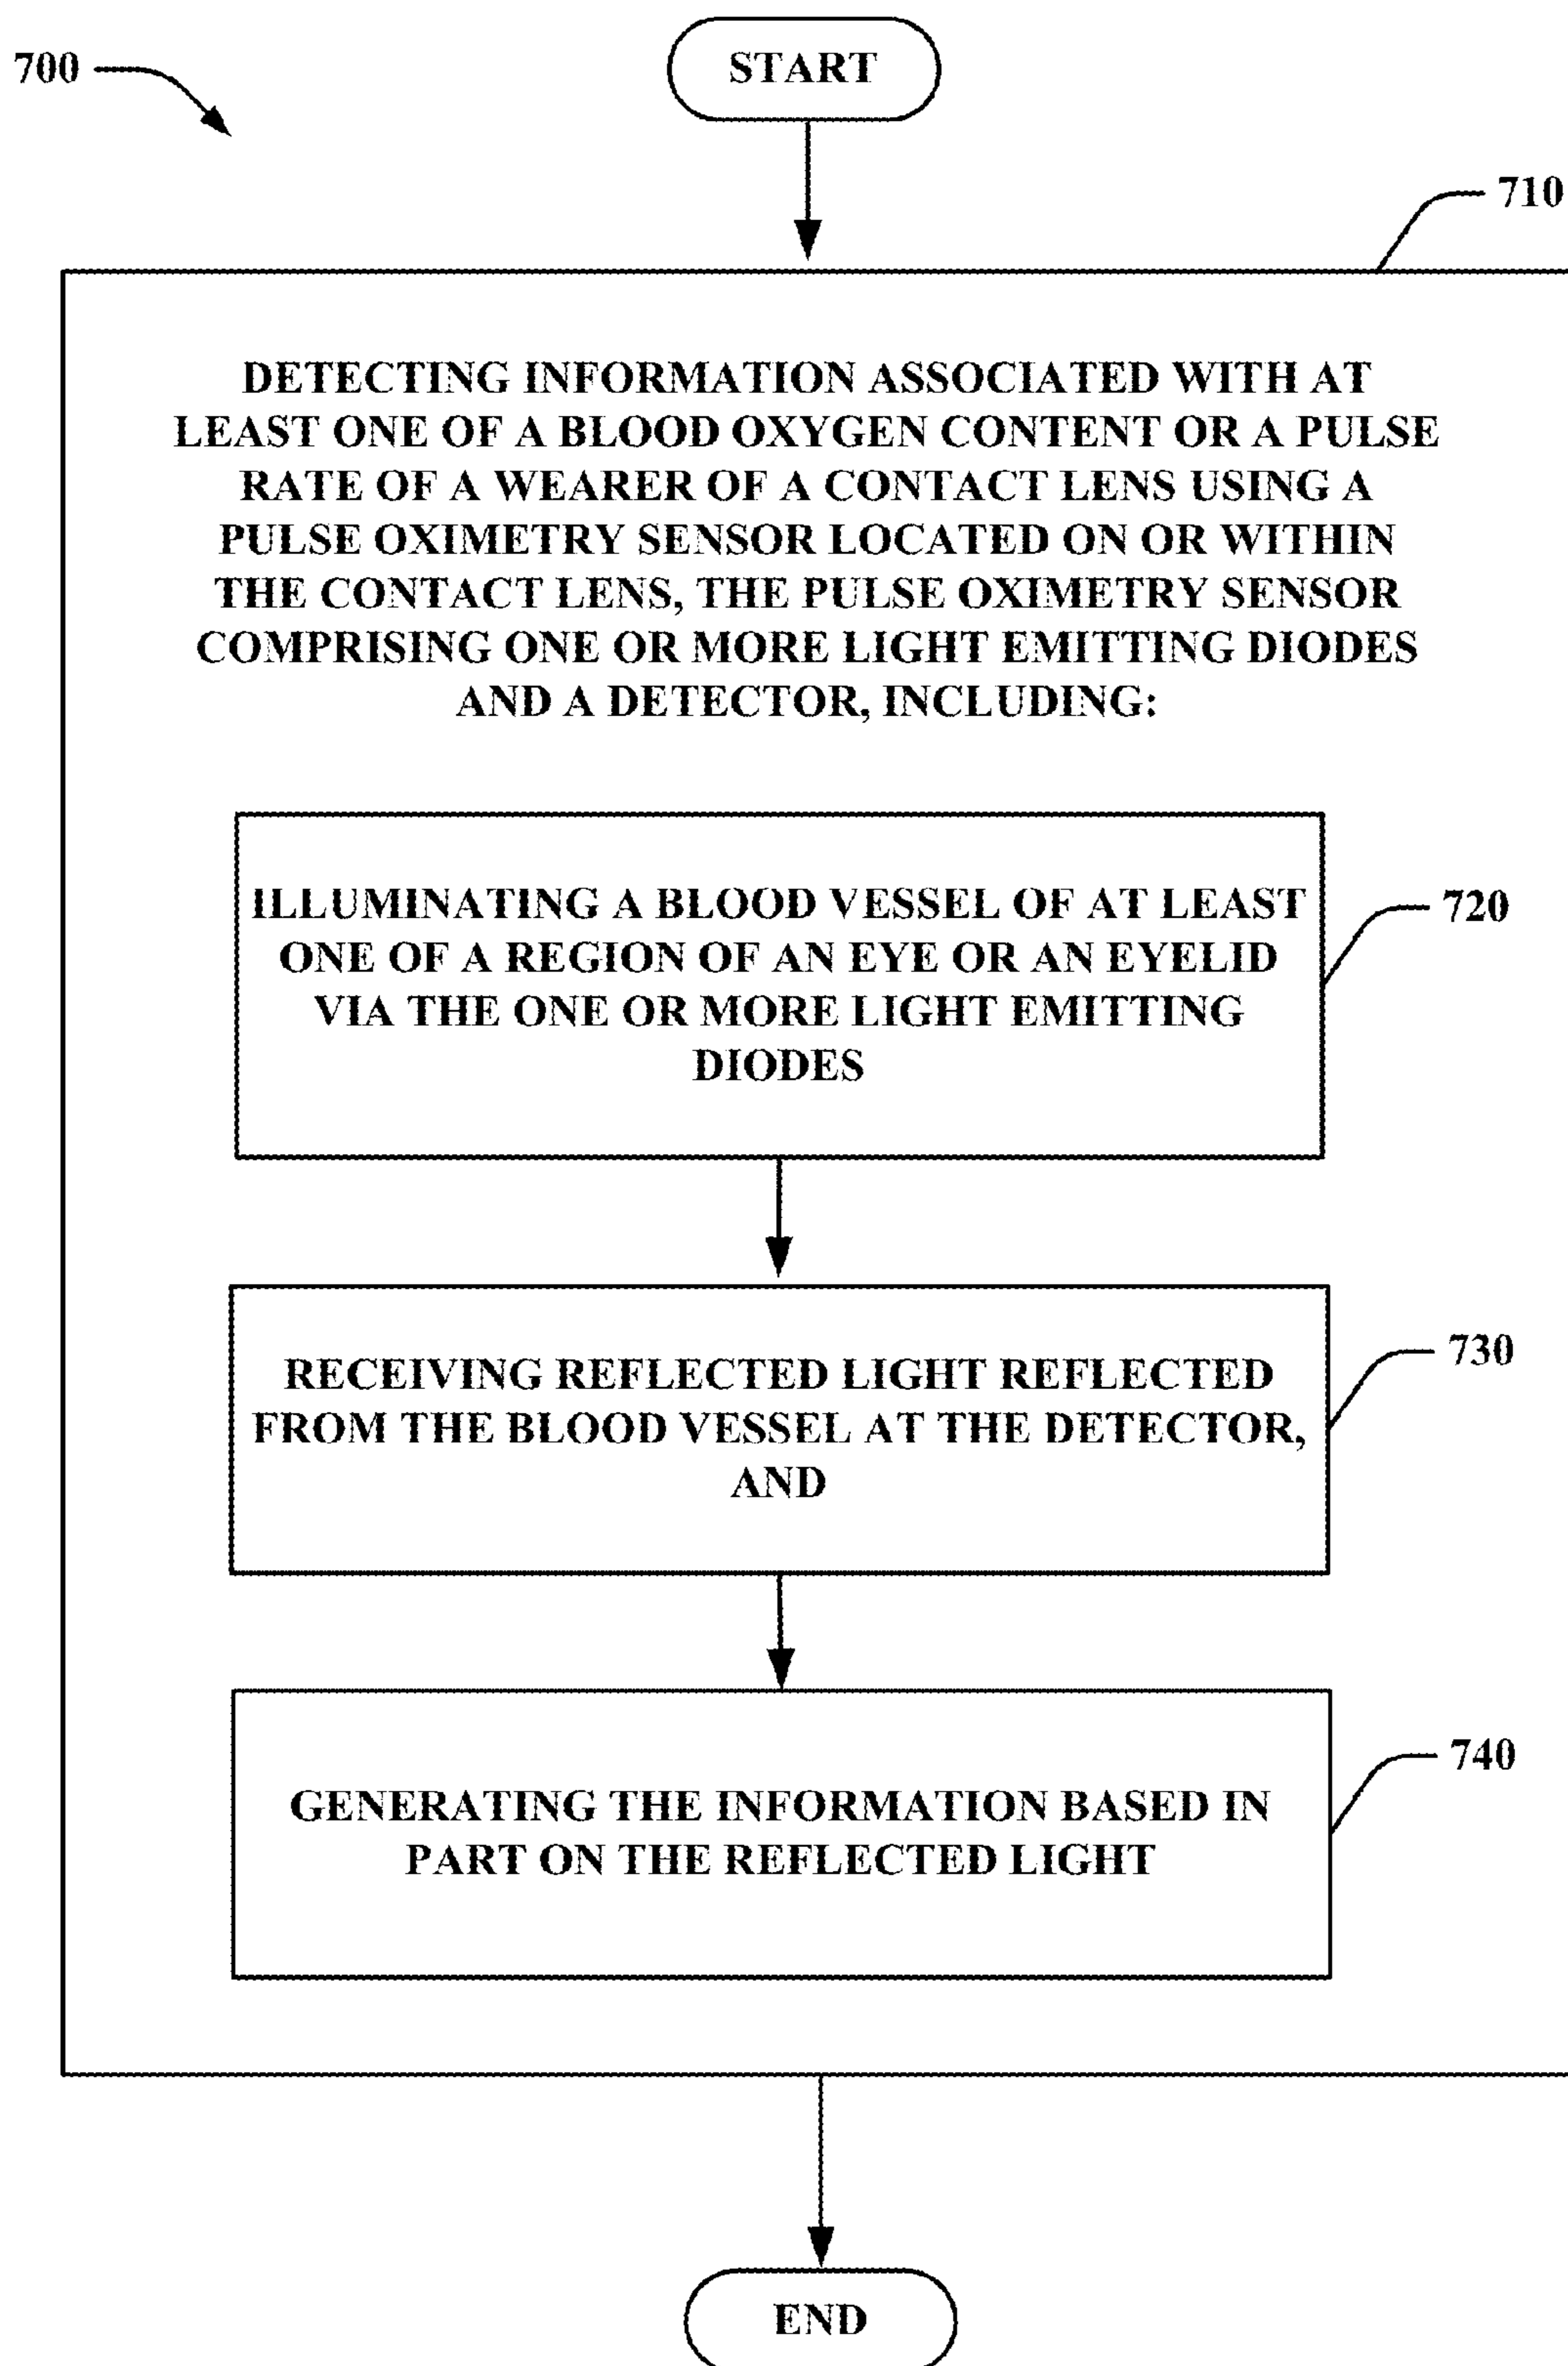 700
START
710
DETECTING INFORMATION ASSOCIATED WITH AT
LEAST ONE OF A BLOOD OXYGEN CONTENT OR A PULSE
RATE OF A WEARER OF A CONTACT LENS USING A
PULSE OXIMETRY SENSOR LOCATED ON OR WITHIN
THE CONTACT LENS, THE PULSE OXIMETRY SENSOR
COMPRISING ONE OR MORE LIGHT EMITTING DIODES
AND A DETECTOR, INCLUDING:
ILLUMINATING A BLOOD VESSEL OF AT LEAST
ONE OF A REGION OF AN EYE OR AN EYELID
VIA THE ONE OR MORE LIGHT EMITTING
DIODES
720
RECEIVING REFLECTED LIGHT REFLECTED
FROM THE BLOOD VESSEL AT THE DETECTOR,
AND
730
GENERATING THE INFORMATION BASED IN
PART ON THE REFLECTED LIGHT
740
END